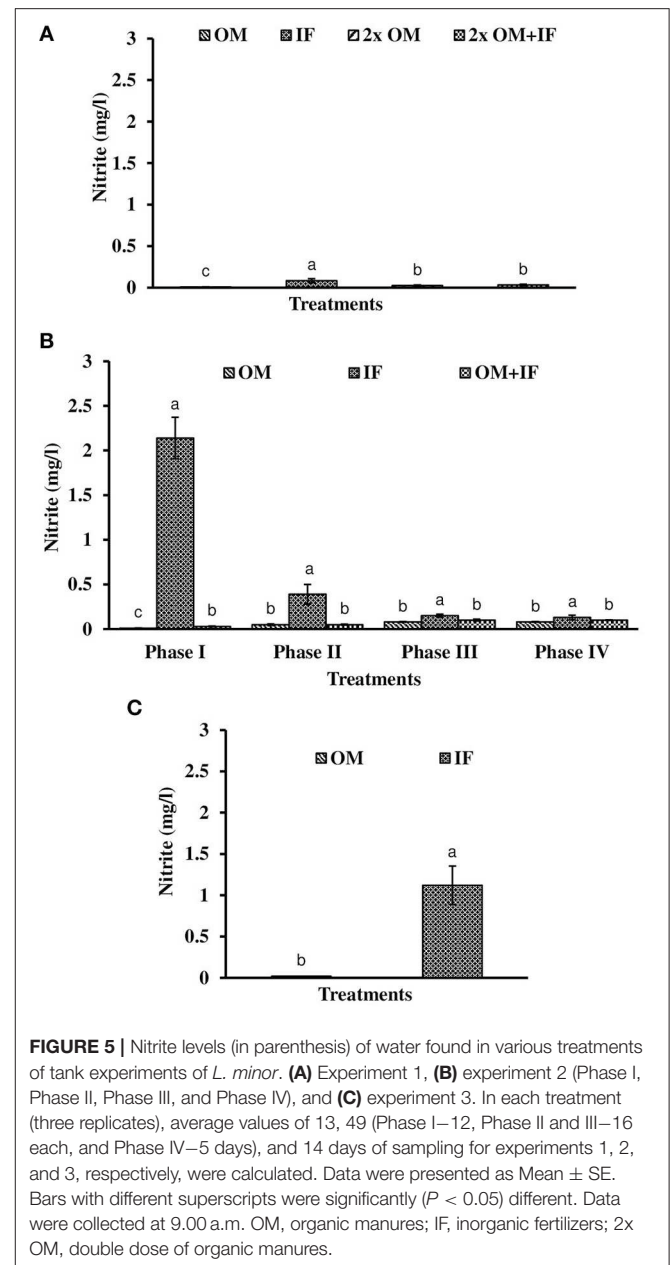 A
OM IF 2x OM 2x OM+IF
3
2.5
2
1.5
1
0.5
0
Nitrite (mg/l)
c a b b
Treatments
B
OM IF OM+IF
3
2.5
2
1.5
1
0.5
0
Nitrite (mg/l)
c a b b a b b a b b a b
Phase I Phase II Phase III Phase IV
Treatments
C
OM IF
3
2.5
2
1.5
1
0.5
0
Nitrite (mg/l)
b a
Treatments
FIGURE 5 | Nitrite levels (in parenthesis) of water found in various treatments
of tank experiments of L. minor. (A) Experiment 1, (B) experiment 2 (Phase I,
Phase II, Phase III, and Phase IV), and (C) experiment 3. In each treatment
(three replicates), average values of 13, 49 (Phase I–12, Phase II and III–16
each, and Phase IV–5 days), and 14 days of sampling for experiments 1, 2,
and 3, respectively, were calculated. Data were presented as Mean ± SE.
Bars with different superscripts were significantly (P < 0.05) different. Data
were collected at 9.00 a.m. OM, organic manures; IF, inorganic fertilizers; 2x
OM, double dose of organic manures.